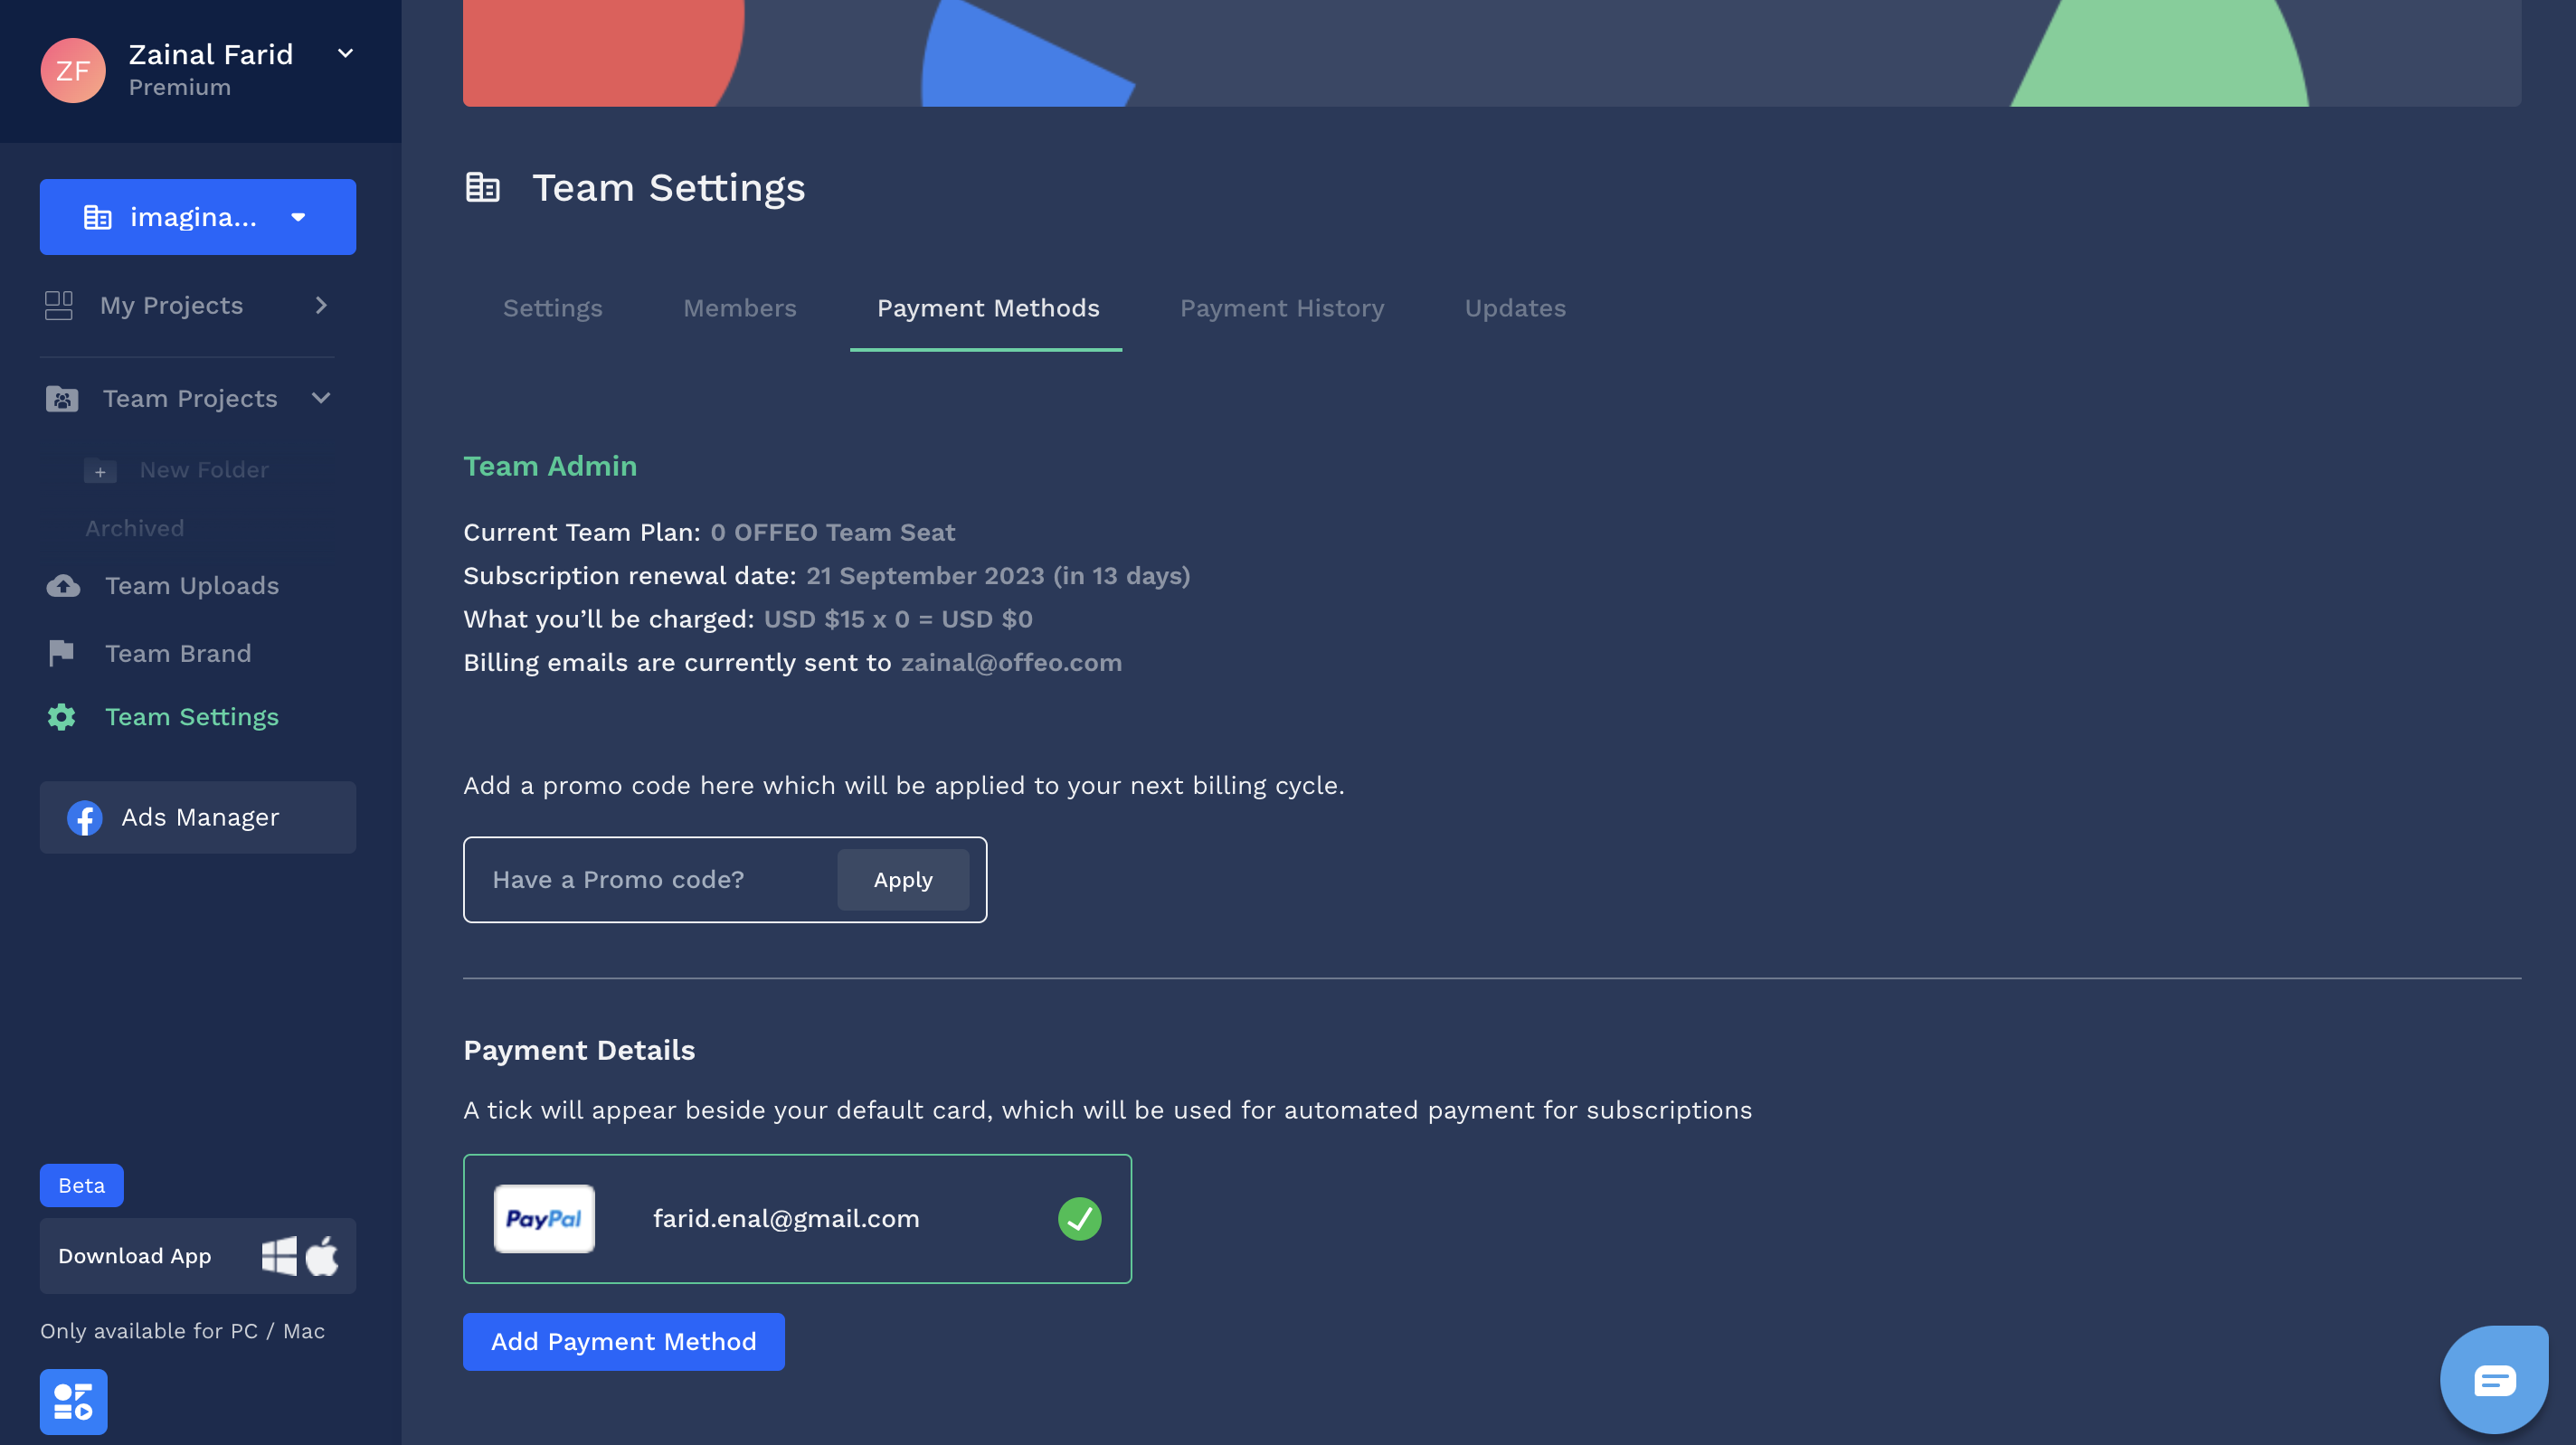 ZF
Zainal Farid
Premium
imagina...
My Projects
Team Projects
New Folder
Archived
Team Uploads
Team Brand
Team Settings
Ads Manager
Beta
Download App
Only available for PC / Mac
Team Settings
Settings Members Payment Methods Payment History Updates
Team Admin
Current Team Plan: 0 OFFEO Team Seat
Subscription renewal date: 21 September 2023 (in 13 days)
What you’ll be charged: USD $15 x 0 = USD $0
Billing emails are currently sent to zainal@offeo.com
Add a promo code here which will be applied to your next billing cycle.
Have a Promo code? Apply
Payment Details
A tick will appear beside your default card, which will be used for automated payment for subscriptions
PayPal farid.enal@gmail.com
Add Payment Method